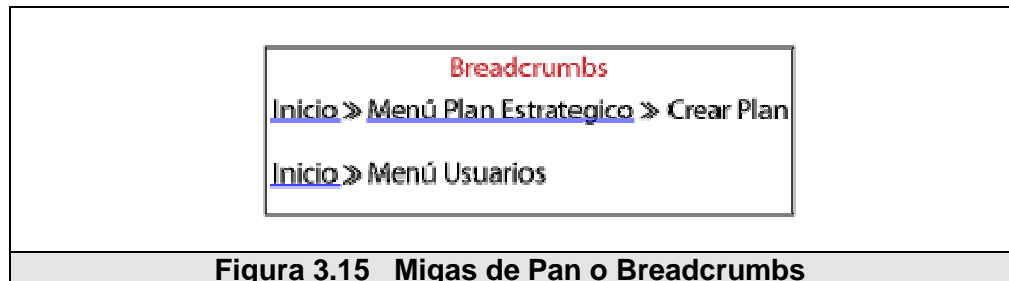 Breadcrumbs
Inicio » Menú Plan Estrategico » Crear Plan
Inicio » Menú Usuarios
Figura 3.15 Migas de Pan o Breadcrumbs